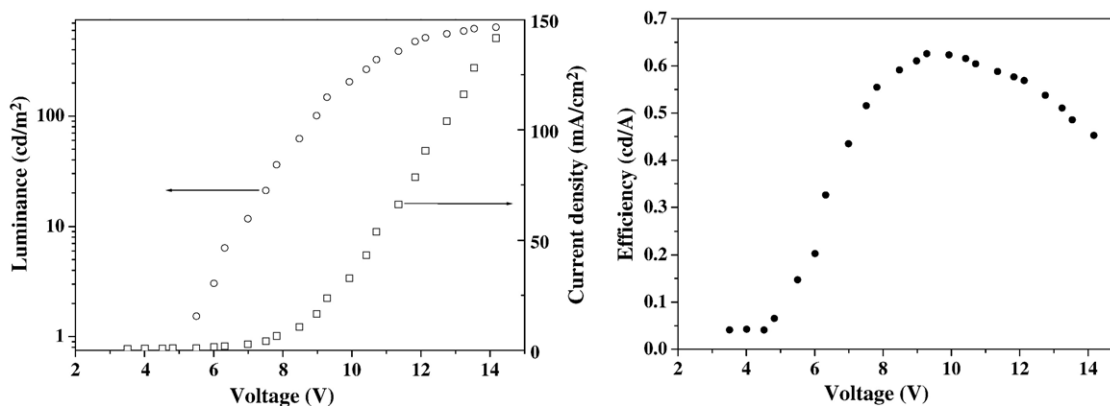 Luminance (cd/m²)
100
10
1
2 4 6 8 10 12 14
Voltage (V)
150
100
50
0
Current density (mA/cm²)
Efficiency (cd/A)
0.7
0.6
0.5
0.4
0.3
0.2
0.1
0.0
2 4 6 8 10 12 14
Voltage (V)